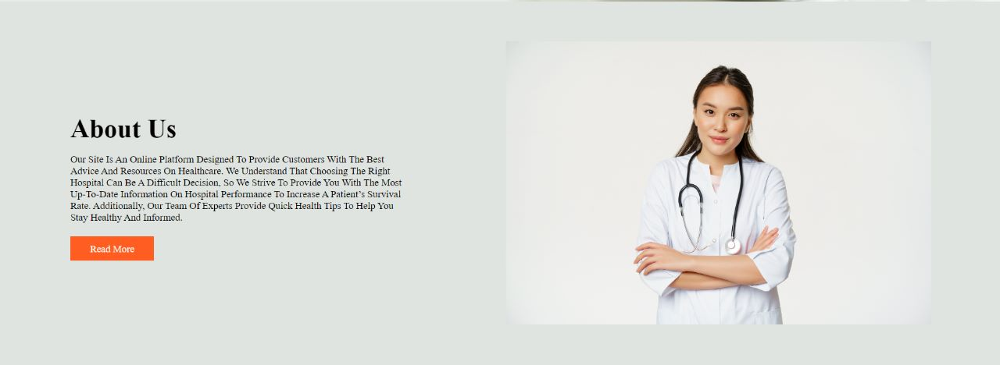 About Us
Our Site Is An Online Platform Designed To Provide Customers With The Best
Advice And Resources On Healthcare. We Understand That Choosing The Right
Hospital Can Be A Difficult Decision, So We Strive To Provide You With The Most
Up-To-Date Information On Hospital Performance To Increase A Patient’s Survival
Rate. Additionally, Our Team Of Experts Provide Quick Health Tips To Help You
Stay Healthy And Informed.
Read More